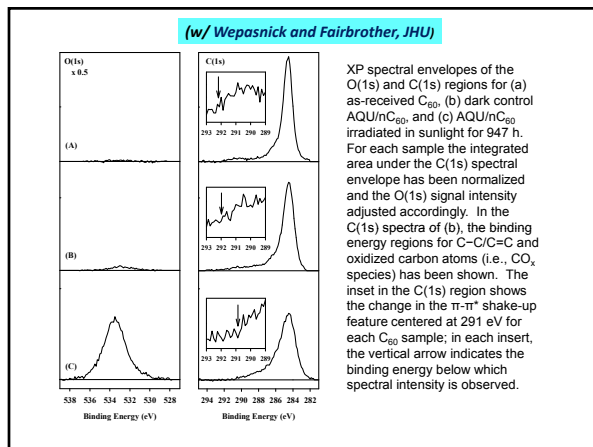 (w/ Wepasnick and Fairbrother, JHU)
O(1s)
x 0.5
(A)
(B)
(C)
538 536 534 532 530 528
Binding Energy (eV)
C(1s)
293 292 291 290 289
293 292 291 290 289
293 292 291 290 289
294 292 290 288 286 284 282
Binding Energy (eV)
XP spectral envelopes of the
O(1s) and C(1s) regions for (a)
as-received C60, (b) dark control
AQU/nC60, and (c) AQU/nC60
irradiated in sunlight for 947 h.
For each sample the integrated
area under the C(1s) spectral
envelope has been normalized
and the O(1s) signal intensity
adjusted accordingly. In the
C(1s) spectra of (b), the binding
energy regions for C−C/C=C and
oxidized carbon atoms (i.e., COx
species) has been shown. The
inset in the C(1s) region shows
the change in the π-π* shake-up
feature centered at 291 eV for
each C60 sample; in each insert,
the vertical arrow indicates the
binding energy below which
spectral intensity is observed.